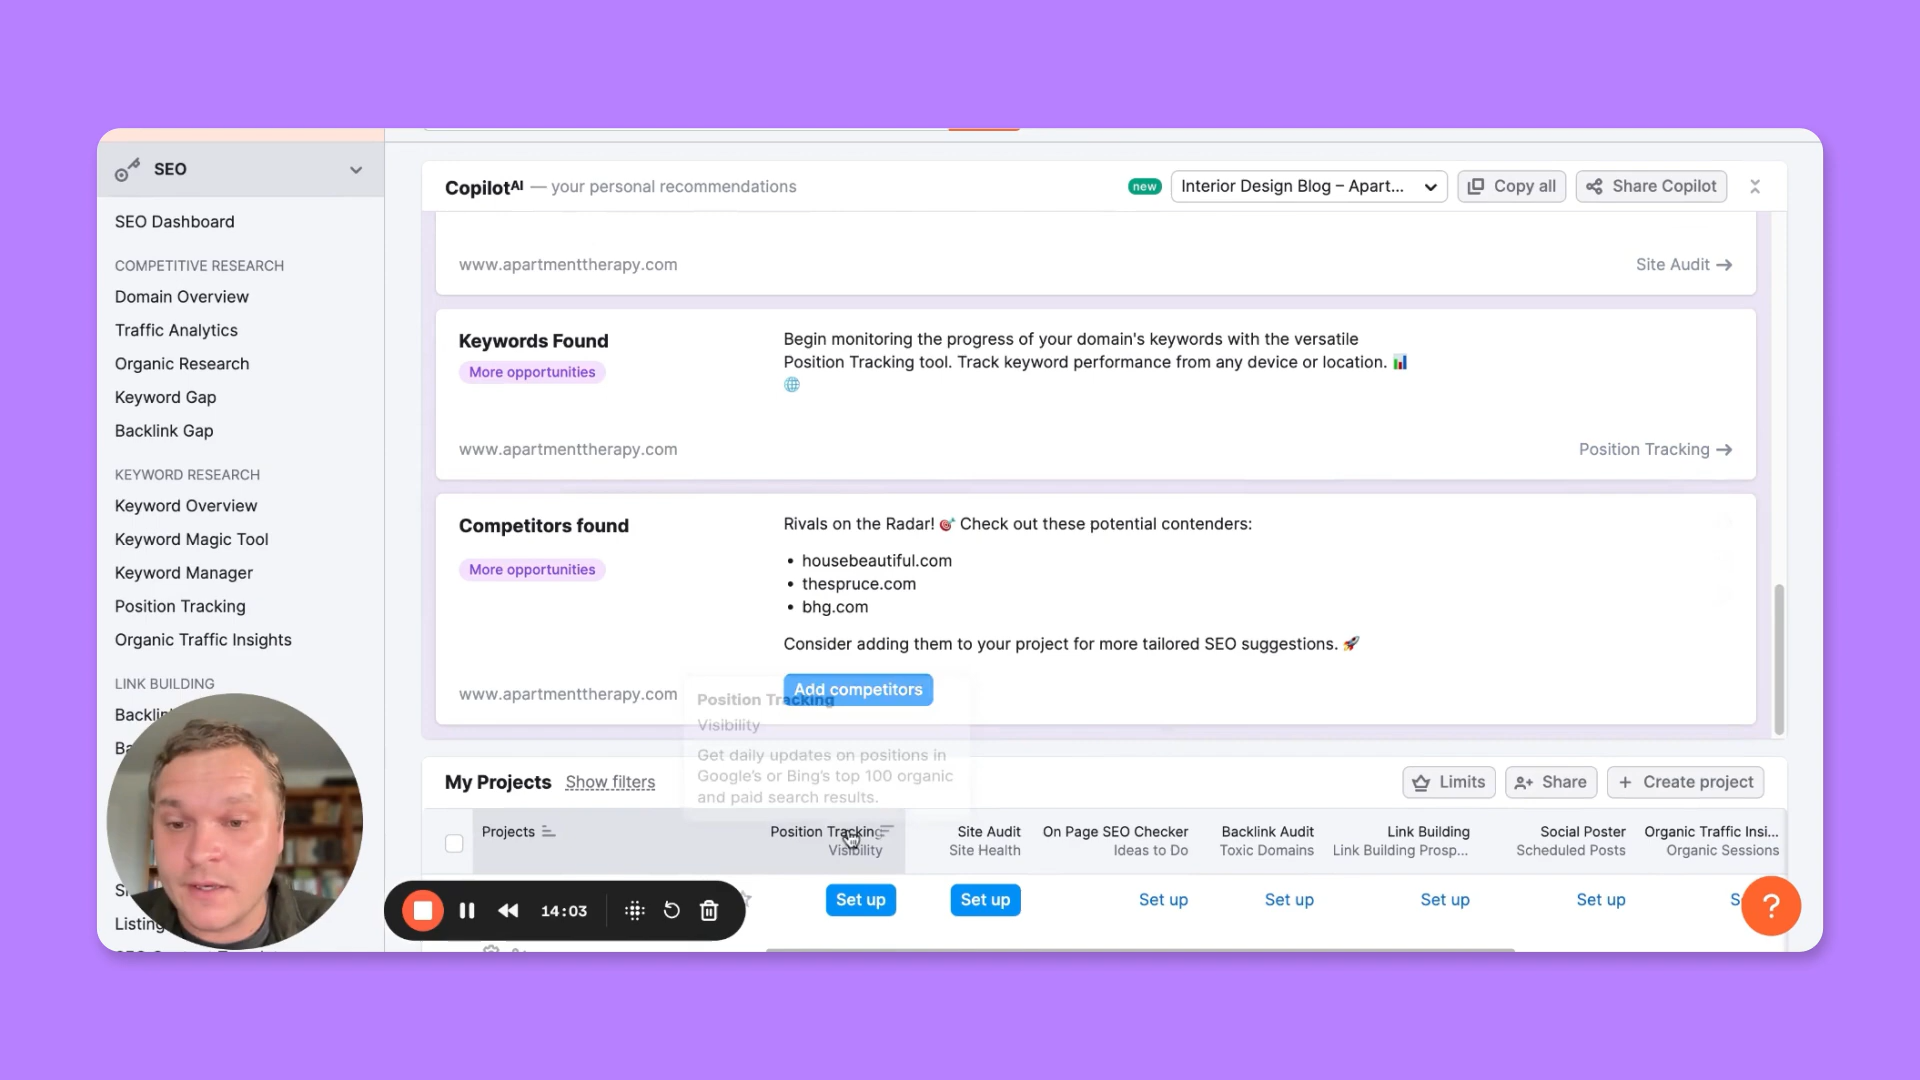 SEO
SEO Dashboard
COMPETITIVE RESEARCH
Domain Overview
Traffic Analytics
Organic Research
Keyword Gap
Backlink Gap
KEYWORD RESEARCH
Keyword Overview
Keyword Magic Tool
Keyword Manager
Position Tracking
Organic Traffic Insights
LINK BUILDING
Listing
CopilotAI — your personal recommendations
new
Interior Design Blog – Apart...
Copy all
Share Copilot
www.apartmenttherapy.com
Site Audit →
Keywords Found
More opportunities
Begin monitoring the progress of your domain's keywords with the versatile
Position Tracking tool. Track keyword performance from any device or location. 📊
🌐
www.apartmenttherapy.com
Position Tracking →
Competitors found
More opportunities
Rivals on the Radar! 🎯 Check out these potential contenders:
• housebeautiful.com
• thespruce.com
• bhg.com
Consider adding them to your project for more tailored SEO suggestions. 🚀
Add competitors
www.apartmenttherapy.com
Position Tracking
Visibility
Get daily updates on positions in
Google's or Bing's top 100 organic
and paid search results.
My Projects
Show filters
Limits
Share
+ Create project
Projects
Position Tracking
Visibility
Site Audit
Site Health
On Page SEO Checker
Ideas to Do
Backlink Audit
Toxic Domains
Link Building
Link Building Prosp...
Social Poster
Scheduled Posts
Organic Traffic Insi...
Organic Sessions
Set up
Set up
Set up
Set up
Set up
Set up
?
14:03